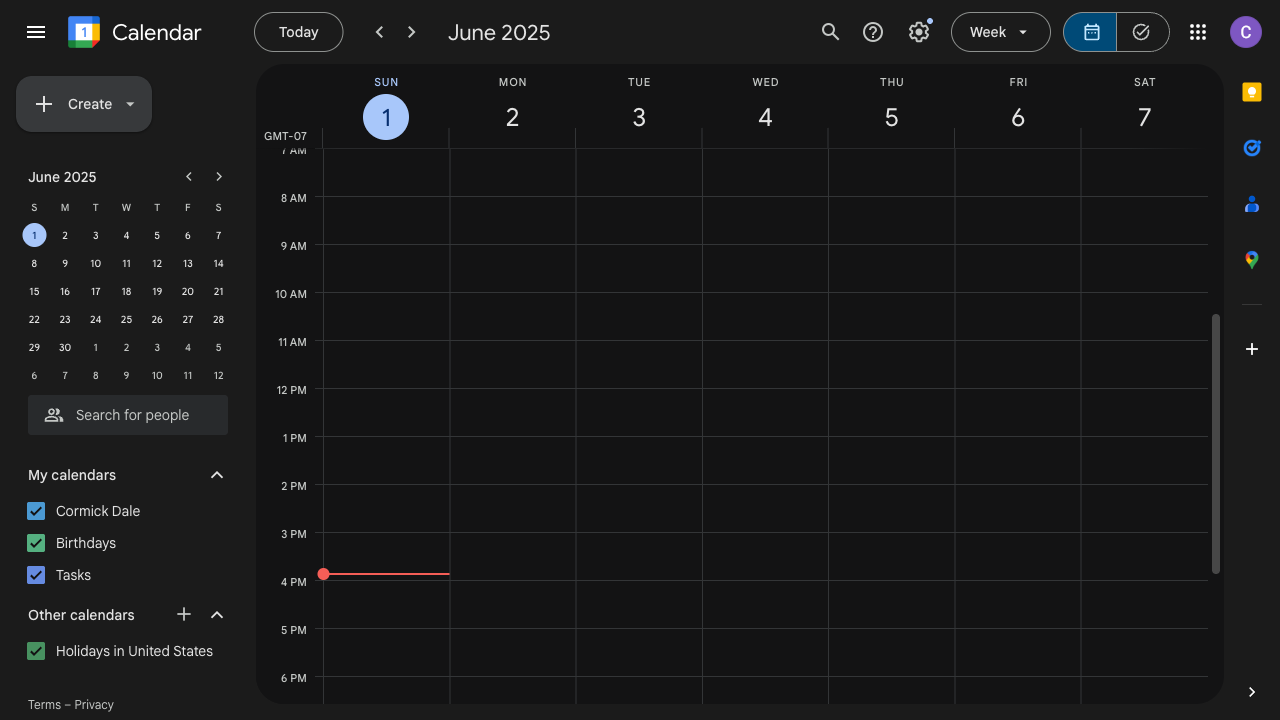 1 Calendar
Today
June 2025
Week
C
Create
June 2025
S M T W T F S
1 2 3 4 5 6 7
8 9 10 11 12 13 14
15 16 17 18 19 20 21
22 23 24 25 26 27 28
29 30 1 2 3 4 5
6 7 8 9 10 11 12
Search for people
My calendars
Cormick Dale
Birthdays
Tasks
Other calendars
Holidays in United States
Terms – Privacy
SUN MON TUE WED THU FRI SAT
1 2 3 4 5 6 7
GMT-07
7 AM
8 AM
9 AM
10 AM
11 AM
12 PM
1 PM
2 PM
3 PM
4 PM
5 PM
6 PM